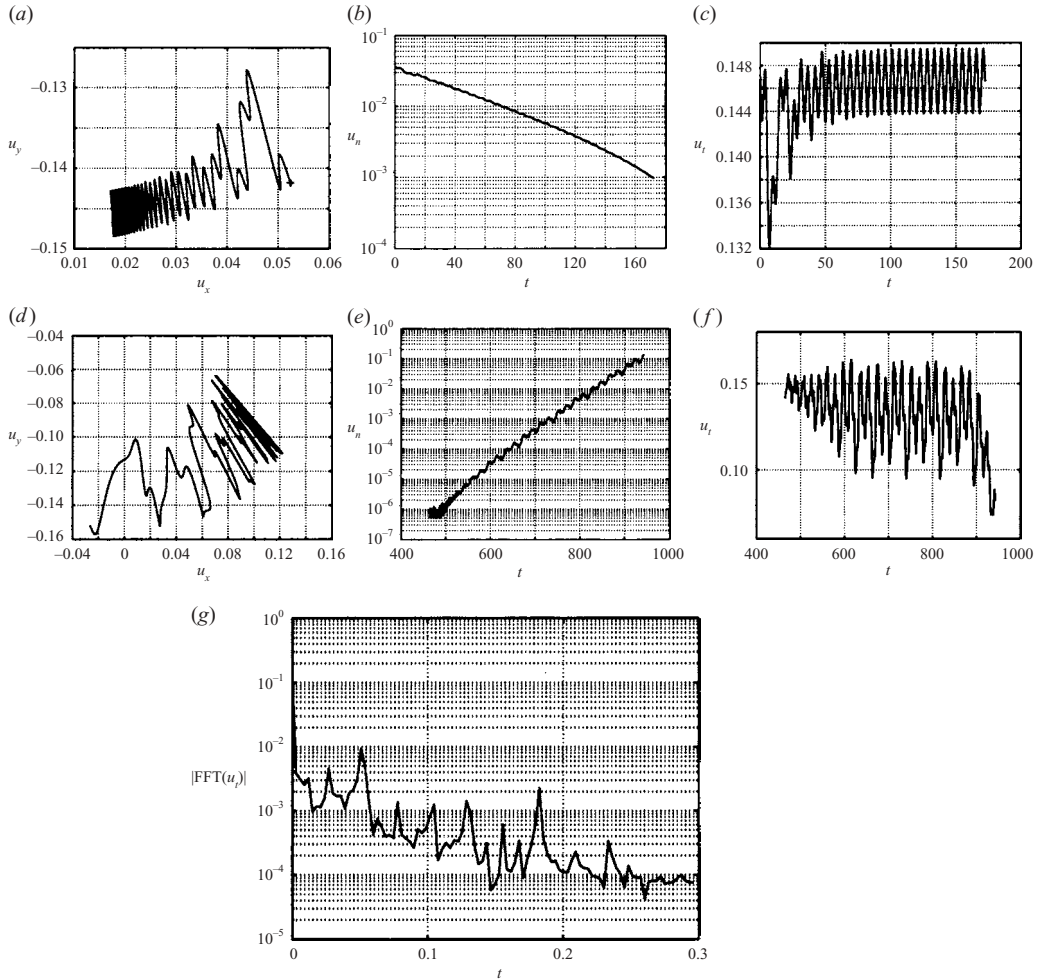 (a)
–0.13
u_y
–0.14
–0.15
0.01 0.02 0.03 0.04 0.05 0.06
u_x
(b)
10^-1
10^-2
u_n
10^-3
10^-4
0 40 80 120 160
t
(c)
0.148
0.144
u_t
0.140
0.136
0.132
0 50 100 150 200
t
(d)
–0.04
–0.06
–0.08
u_y
–0.10
–0.12
–0.14
–0.16
–0.04 0 0.04 0.08 0.12 0.16
u_x
(e)
10^0
10^-1
10^-2
10^-3
u_n
10^-4
10^-5
10^-6
10^-7
400 600 800 1000
t
(f)
0.15
u_t
0.10
400 600 800 1000
t
(g)
10^0
10^-1
10^-2
|FFT(u_t)|
10^-3
10^-4
10^-5
0 0.1 0.2 0.3
t